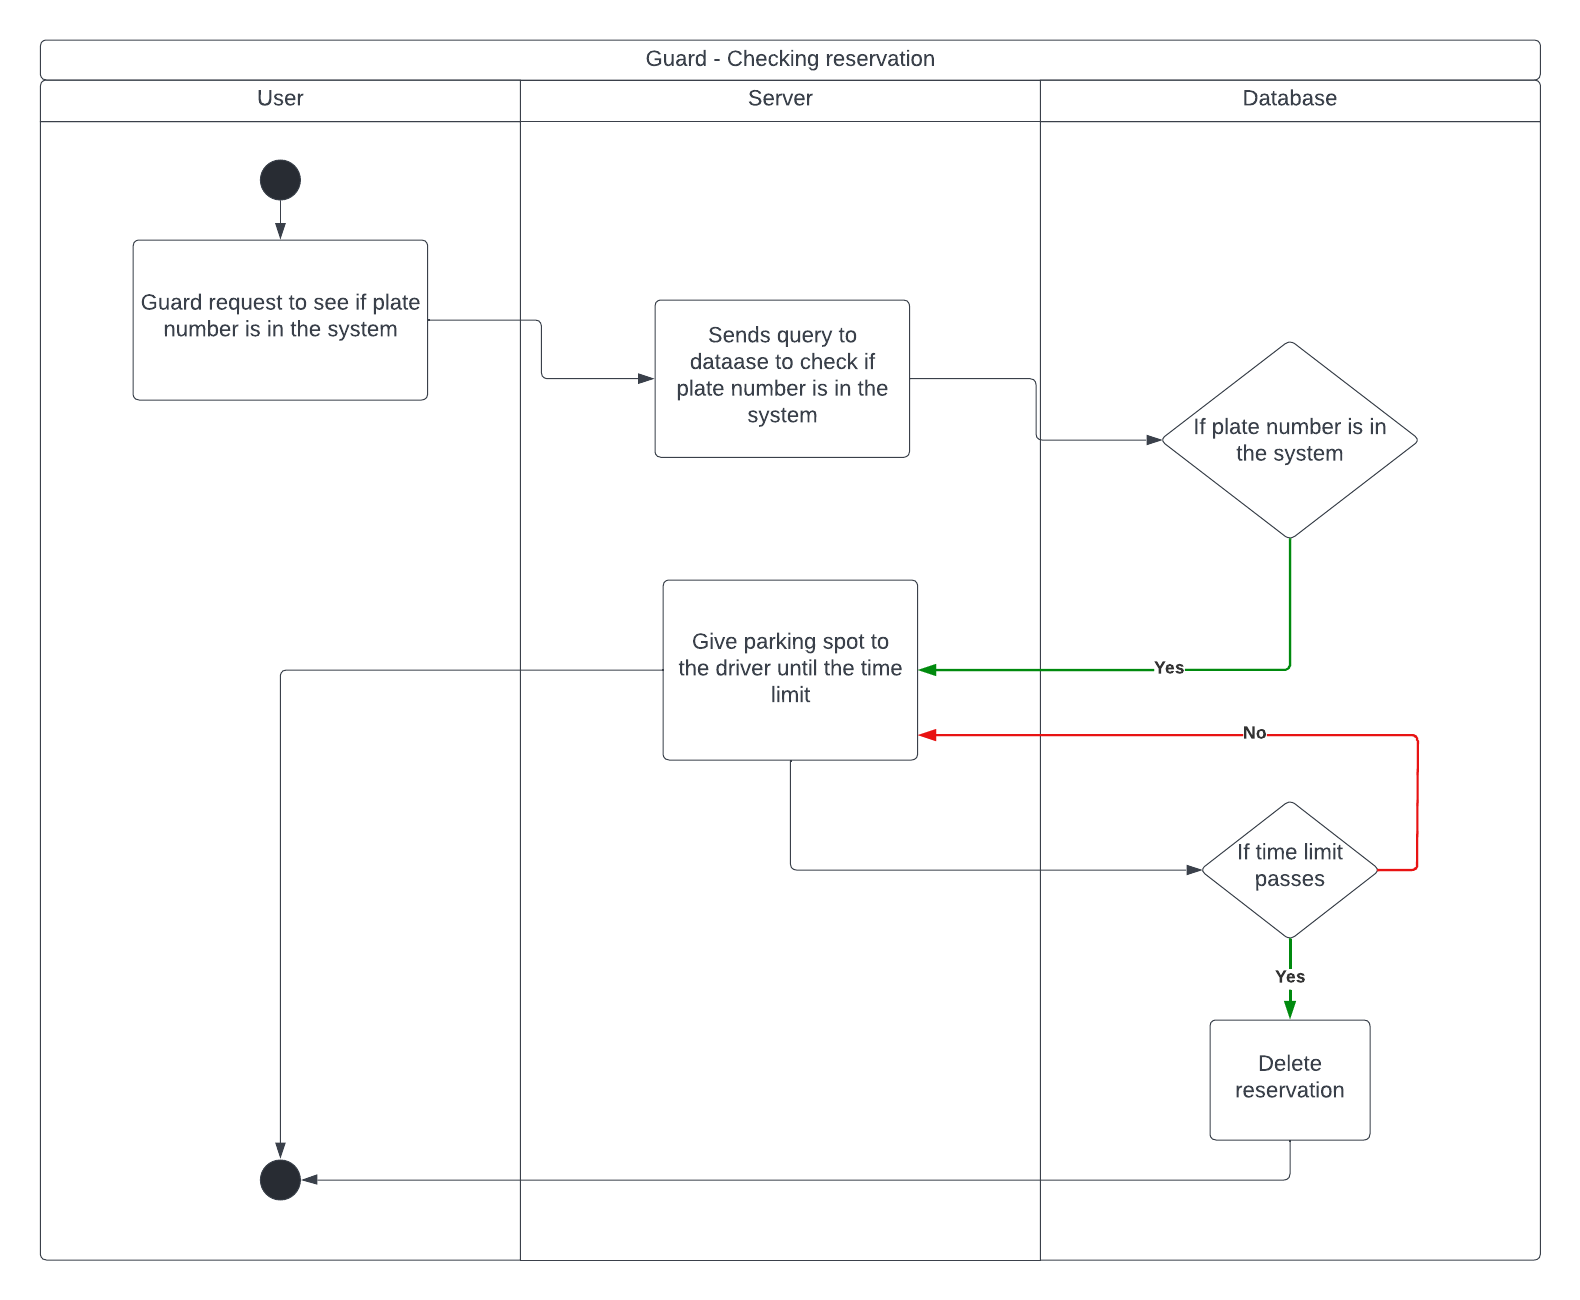 Guard - Checking reservation
User
Server
Database
Guard request to see if plate
number is in the system
Sends query to
dataase to check if
plate number is in the
system
If plate number is in
the system
Give parking spot to
the driver until the time
limit
Yes
No
If time limit
passes
Yes
Delete
reservation